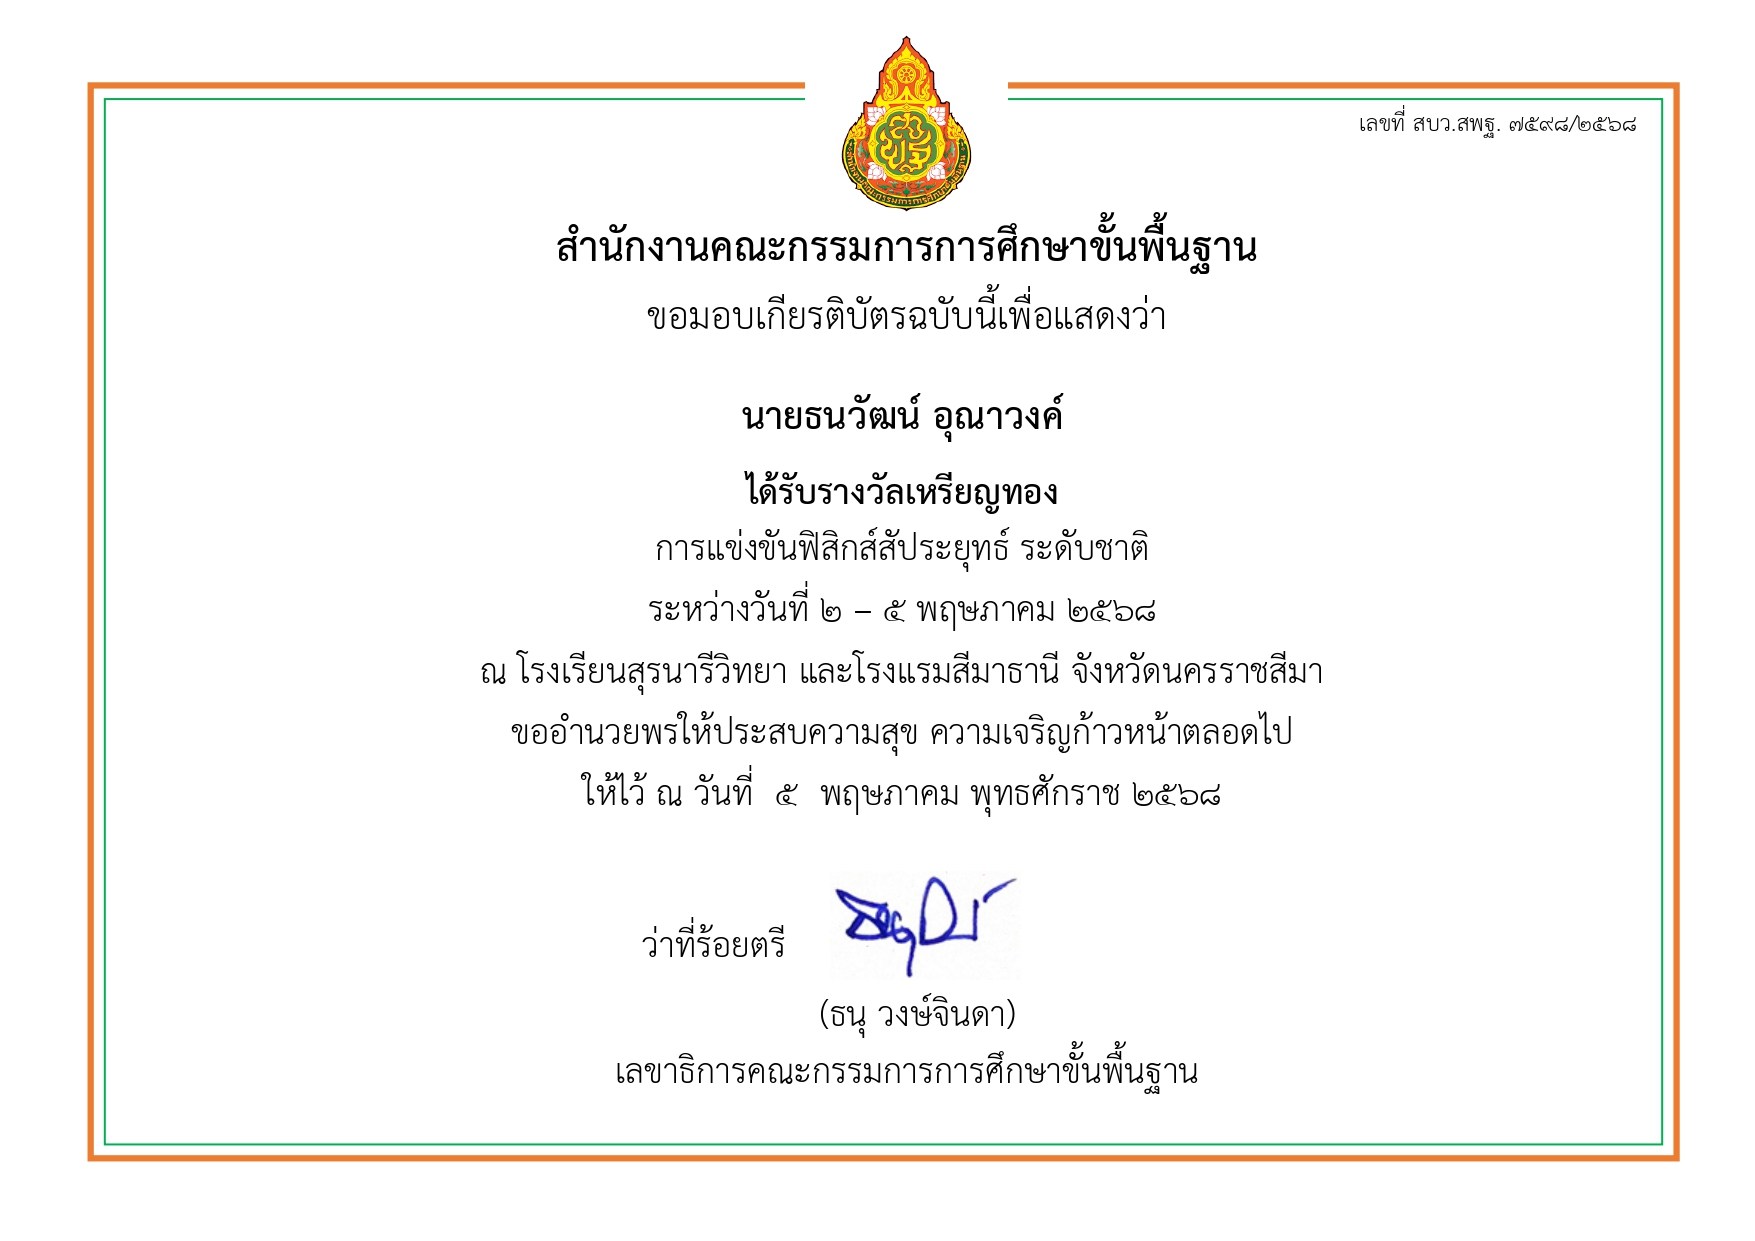 เลขที่ สบว.สพฐ. ๗๕๙๘/๒๕๖๘
สำนักงานคณะกรรมการการศึกษาขั้นพื้นฐาน
ขอมอบเกียรติบัตรฉบับนี้เพื่อแสดงว่า
นายธนวัฒน์ อุณาวงค์
ได้รับรางวัลเหรียญทอง
การแข่งขันฟิสิกส์สัประยุทธ์ ระดับชาติ
ระหว่างวันที่ ๒ – ๕ พฤษภาคม ๒๕๖๘
ณ โรงเรียนสุรนารีวิทยา และโรงแรมสีมาธานี จังหวัดนครราชสีมา
ขออำนวยพรให้ประสบความสุข ความเจริญก้าวหน้าตลอดไป
ให้ไว้ ณ วันที่ ๕ พฤษภาคม พุทธศักราช ๒๕๖๘
ว่าที่ร้อยตรี
(ธนุ วงษ์จินดา)
เลขาธิการคณะกรรมการการศึกษาขั้นพื้นฐาน